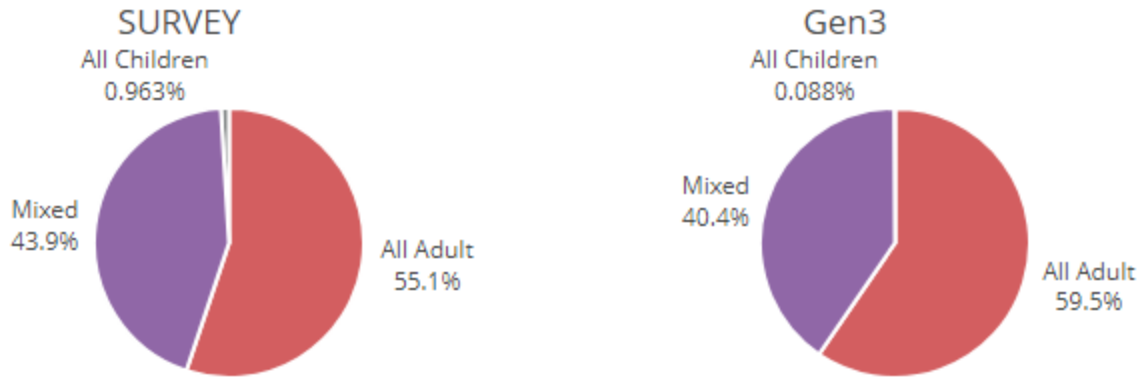 SURVEY
All Children
0.963%
Mixed
43.9%
All Adult
55.1%
Gen3
All Children
0.088%
Mixed
40.4%
All Adult
59.5%